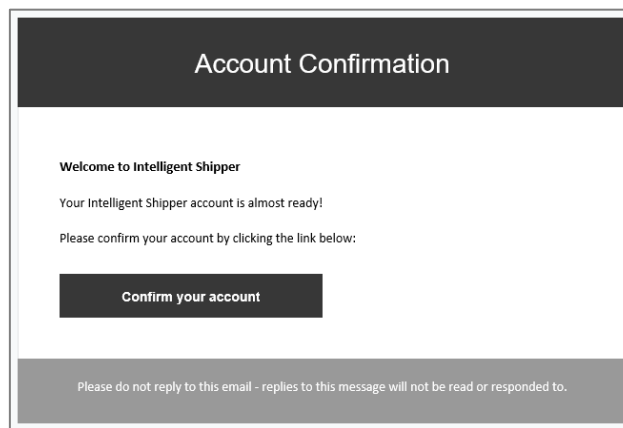 Account Confirmation
Welcome to Intelligent Shipper
Your Intelligent Shipper account is almost ready!
Please confirm your account by clicking the link below:
Confirm your account
Please do not reply to this email - replies to this message will not be read or responded to.